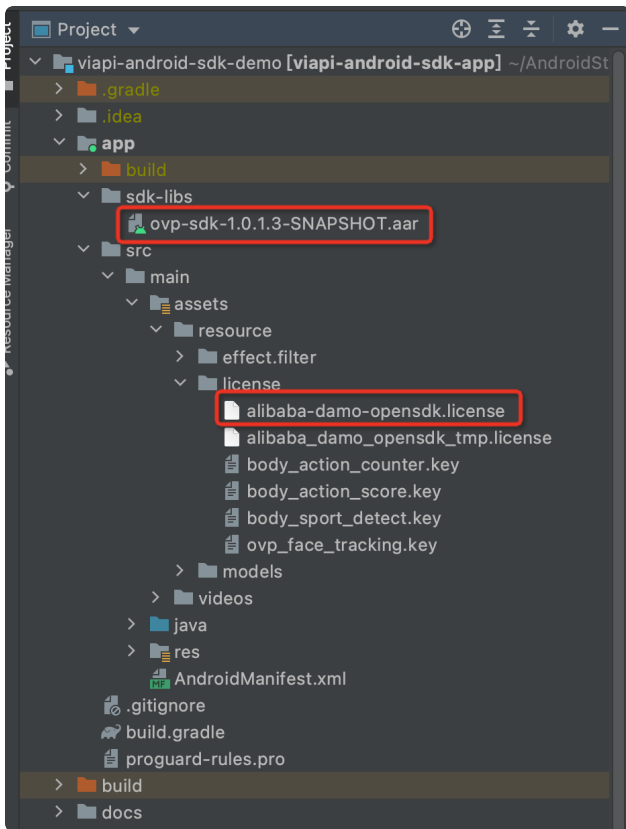 Project
viapi-android-sdk-demo [viapi-android-sdk-app] ~/AndroidSt
.gradle
.idea
app
build
sdk-libs
ovp-sdk-1.0.1.3-SNAPSHOT.aar
src
main
assets
resource
effect.filter
license
alibaba-damo-opensdk.license
alibaba_damo_opensdk_tmp.license
body_action_counter.key
body_action_score.key
body_sport_detect.key
ovp_face_tracking.key
models
videos
java
res
MF AndroidManifest.xml
.gitignore
build.gradle
proguard-rules.pro
build
docs
Project
Commit
Resource Manager